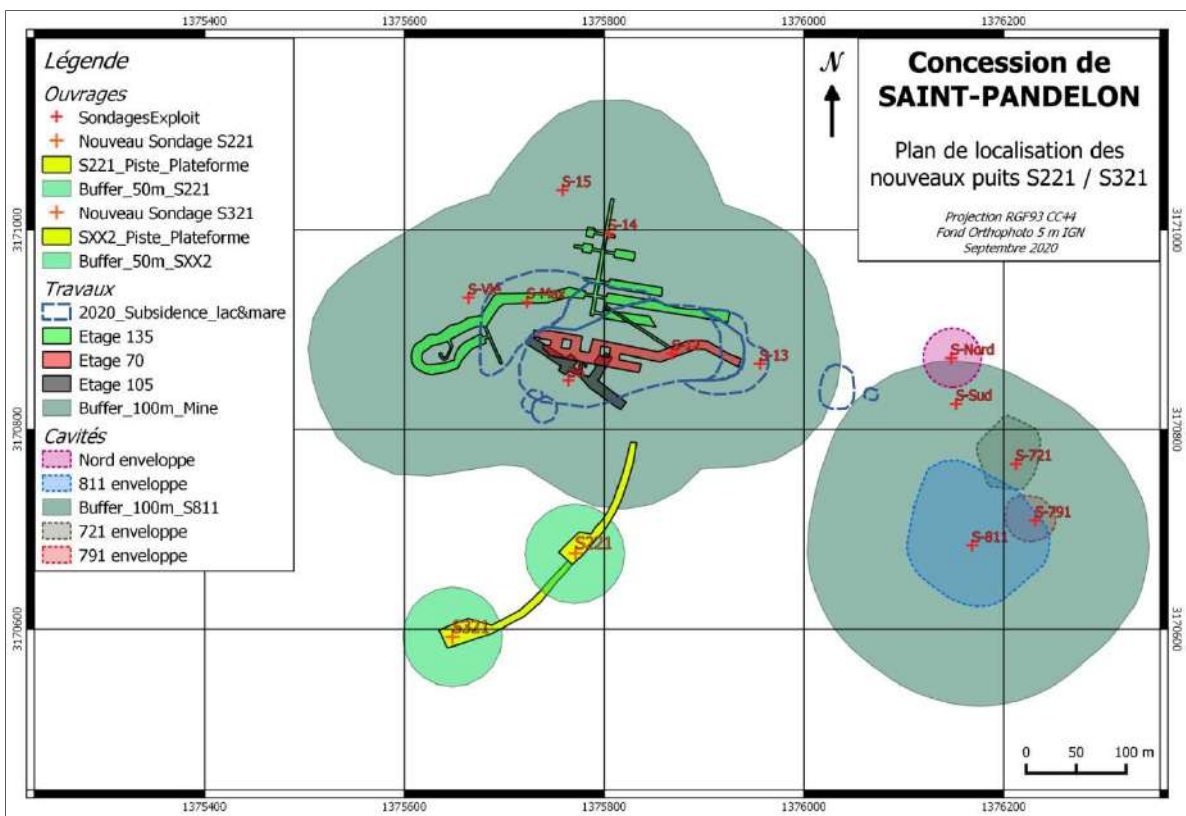 1375400
1375600
1375800
1376000
1376200
Légende
Ouvrages
SondagesExploit
Nouveau Sondage S221
S221_Piste_Plateforme
Buffer_50m_S221
Nouveau Sondage S321
SXX2_Piste_Plateforme
Buffer_50m_SXX2
Travaux
2020_Subsidence_lac&mare
Etage 135
Etage 70
Etage 105
Buffer_100m_Mine
Cavités
Nord enveloppe
811 enveloppe
Buffer_100m_S811
721 enveloppe
791 enveloppe
N
Concession de
SAINT-PANDELON
Plan de localisation des
nouveaux puits S221 / S321
Projection RGF93 CC44
Fond Orthophoto 5 m IGN
Septembre 2020
3171000
3171000
S-15
S-14
S-13
S-Nord
S-Sud
3170800
3170800
S-721
S-791
S-811
S221
S321
3170600
3170600
0 50 100 m
1375400
1375600
1375800
1376000
1376200